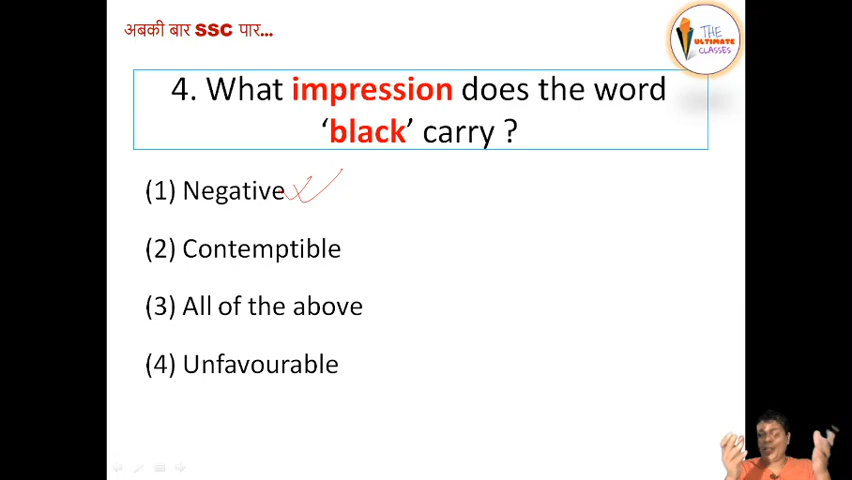 अबकी बार SSC पार...
THE
ULTIMATE
CLASSES
4. What impression does the word
‘black’ carry ?
(1) Negative
(2) Contemptible
(3) All of the above
(4) Unfavourable